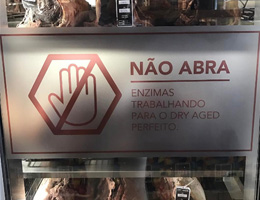 NÃO ABRA
ENZIMAS
TRABALHANDO
PARA O DRY AGED
PERFEITO